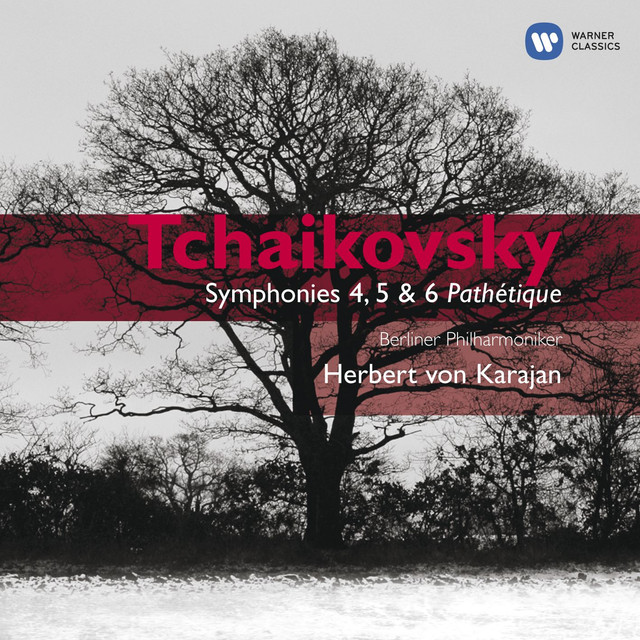 WARNER
CLASSICS
Tchaikovsky
Symphonies 4, 5 & 6 Pathétique
Berliner Philharmoniker
Herbert von Karajan